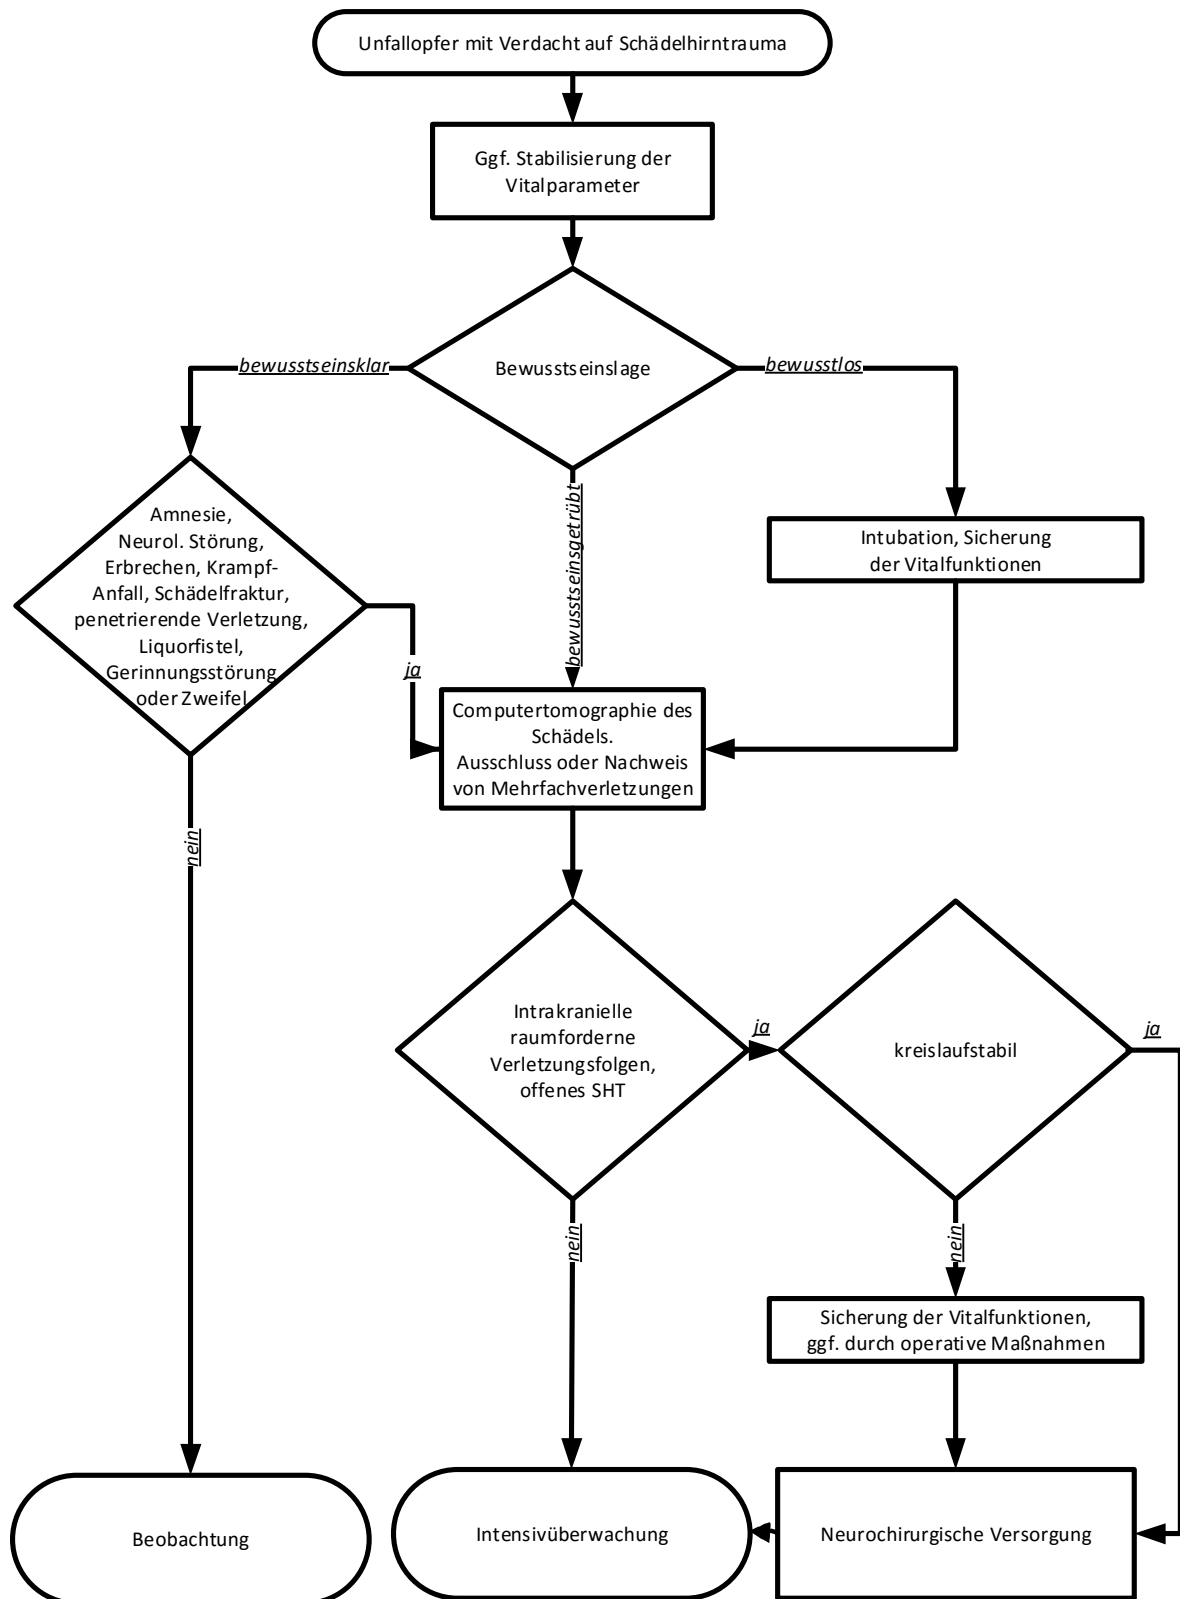 Unfallopfer mit Verdacht auf Schädelhirntrauma
Ggf. Stabilisierung der
Vitalparameter
Bewusstseinslage
bewusstseinsklar
bewusstlos
bewusstseinsgetrübt
Amnesie,
Neurol. Störung,
Erbrechen, Krampf-
Anfall, Schädelfraktur,
penetrierende Verletzung,
Liquorfistel,
Gerinnungsstörung
oder Zweifel
ja
nein
Intubation, Sicherung
der Vitalfunktionen
Computertomographie des
Schädels.
Ausschluss oder Nachweis
von Mehrfachverletzungen
Intrakranielle
raumforderne
Verletzungsfolgen,
offenes SHT
ja
nein
kreislaufstabil
ja
nein
Sicherung der Vitalfunktionen,
ggf. durch operative Maßnahmen
Beobachtung
Intensivüberwachung
Neurochirurgische Versorgung